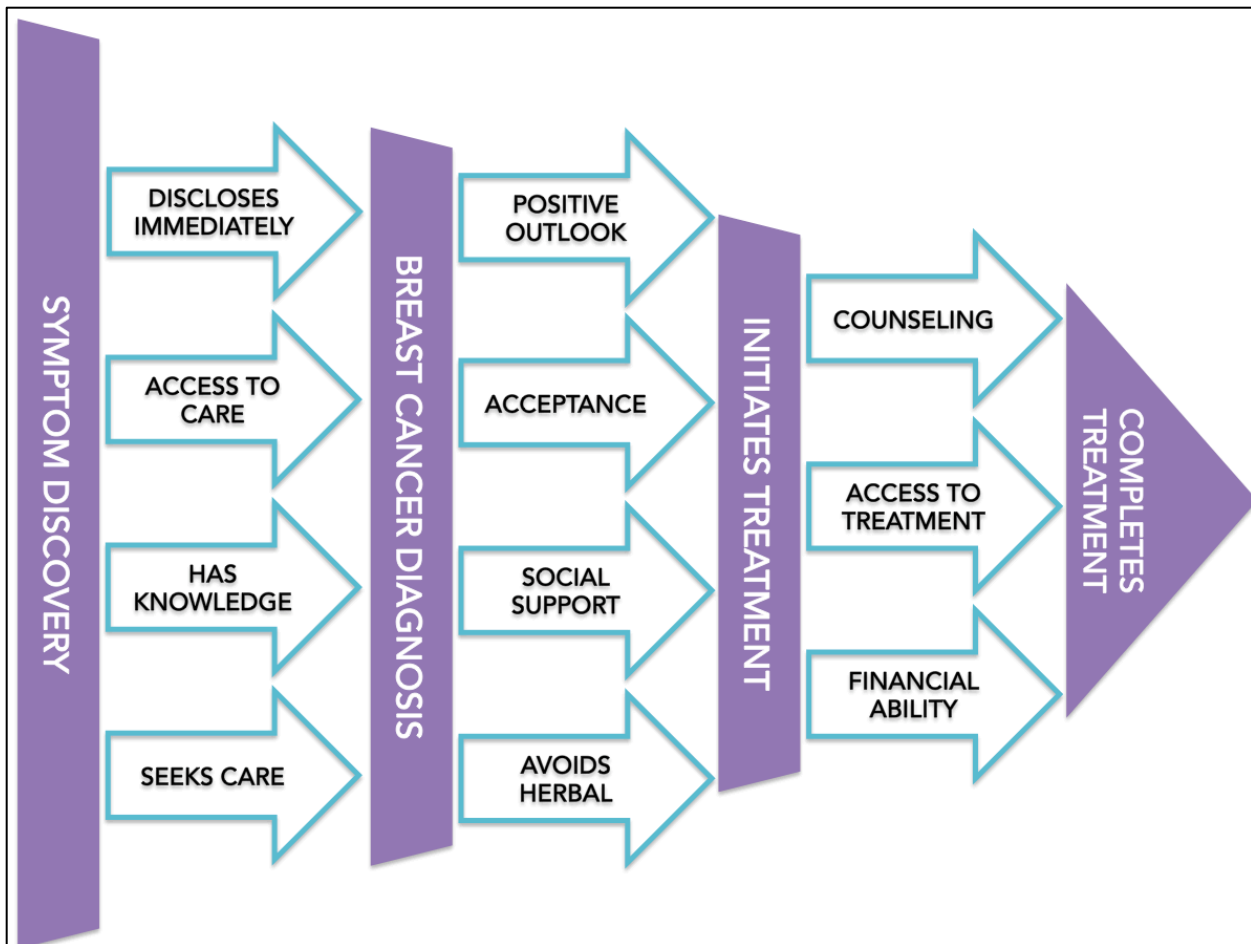 SYMPTOM DISCOVERY
DISCLOSES
IMMEDIATELY
ACCESS TO
CARE
HAS
KNOWLEDGE
SEEKS CARE
BREAST CANCER DIAGNOSIS
POSITIVE
OUTLOOK
ACCEPTANCE
SOCIAL
SUPPORT
AVOIDS
HERBAL
INITIATES TREATMENT
COUNSELING
ACCESS TO
TREATMENT
FINANCIAL
ABILITY
COMPLETES
TREATMENT